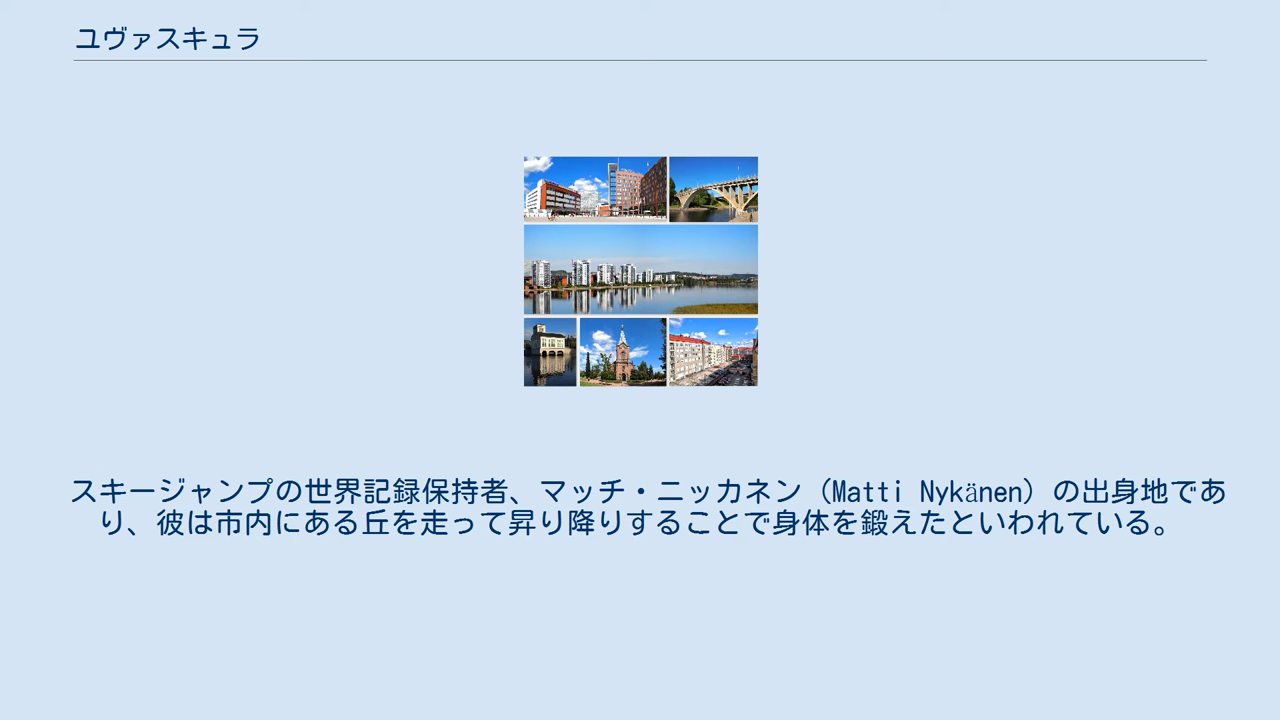 ユヴァスキュラ
スキージャンプの世界記録保持者、マッチ・ニッカネン（Matti Nykänen）の出身地であ
り、彼は市内にある丘を走って昇り降りすることで身体を鍛えたといわれている。